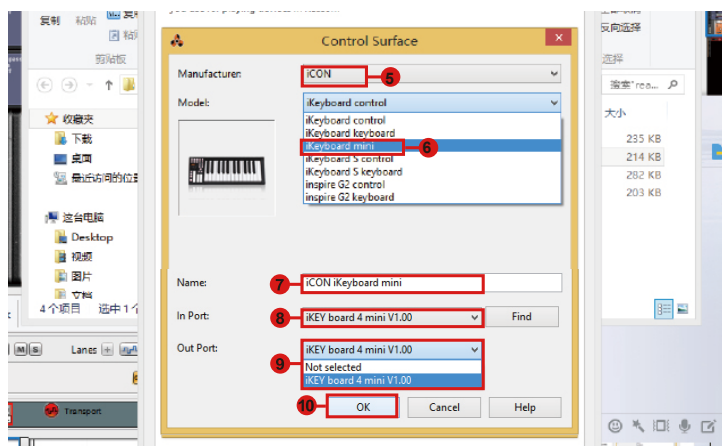 复制
粘贴
剪贴板
收藏夹
下载
桌面
最近访问的位
这台电脑
Desktop
视频
图片
文档
4个项目 选中1个
M S Lanes +
Transport
Control Surface
Manufacturer:
iCON
5
Model:
iKeyboard control
iKeyboard control
iKeyboard keyboard
iKeyboard mini
6
iKeyboard S control
iKeyboard S keyboard
inspire G2 control
inspire G2 keyboard
Name:
7
iCON iKeyboard mini
In Port:
8
iKEY board 4 mini V1.00
Find
Out Port:
iKEY board 4 mini V1.00
9
Not selected
iKEY board 4 mini V1.00
10
OK
Cancel
Help
反向选择
选择
搜索"rea...
大小
235 KB
214 KB
282 KB
203 KB